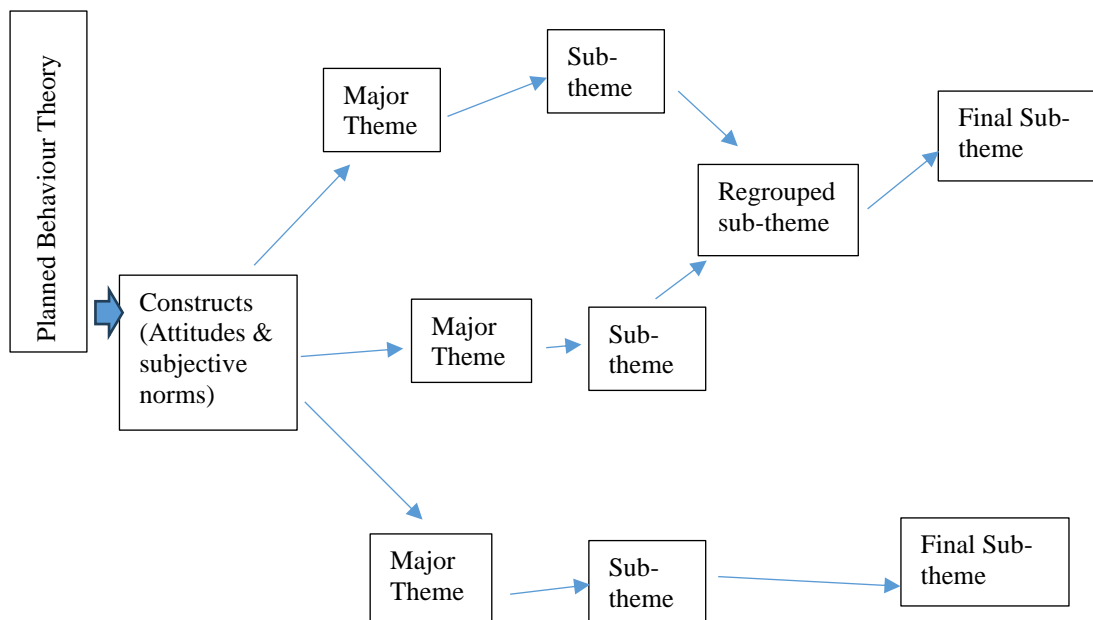 Planned Behaviour Theory
Constructs
(Attitudes &
subjective
norms)
Major
Theme
Sub-
theme
Regrouped
sub-theme
Final Sub-
theme
Major
Theme
Sub-
theme
Major
Theme
Sub-
theme
Final Sub-
theme